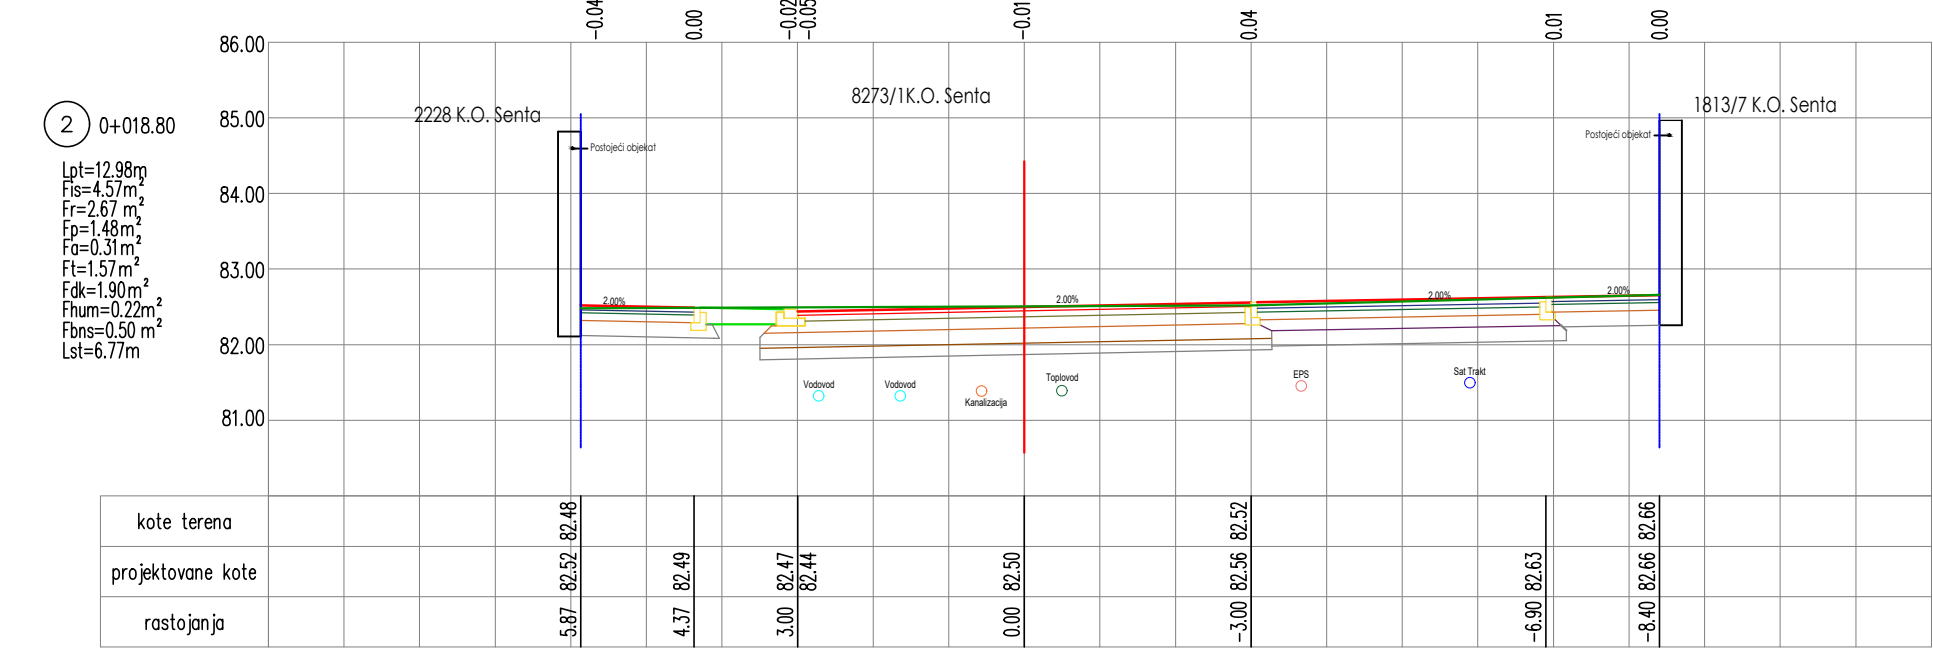 -0.04
0.00
-0.02
-0.05
-0.01
0.04
0.01
0.00
86.00
85.00
84.00
83.00
82.00
81.00
2
0+018.80
Lpt=12.98m
Fis=4.57m²
Fr=2.67 m²
Fp=1.48m²
Fa=0.31m²
Ft=1.57m²
Fdk=1.90m²
Fhum=0.22m²
Fbns=0.50 m²
Lst=6.77m
2228 K.O. Senta
8273/1K.O. Senta
1813/7 K.O. Senta
Postojeći objekat
Postojeći objekat
2.00%
2.00%
2.00%
2.00%
Vodovod
Vodovod
Kanalizacija
Toplovod
EPS
Sat Trakt
kote terena
82.48
82.52
82.66
projektovane kote
82.52
82.49
82.47
82.44
82.50
82.56
82.63
82.66
rastojanja
5.87
4.37
3.00
0.00
-3.00
-6.90
-8.40